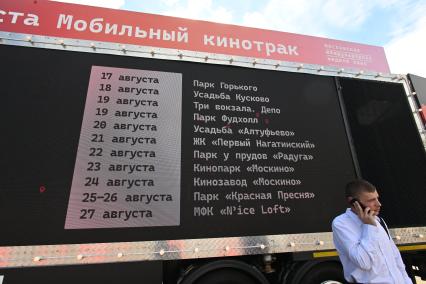 ста Мобильный кинотрак
московская
международная
неделя кино
17 августа Парк Горького
18 августа Усадьба Кусково
19 августа Три вокзала. Депо
19 августа Парк Фудхолл
20 августа Усадьба «Алтуфьево»
21 августа ЖК «Первый Нагатинский»
22 августа Парк у прудов «Радуга»
23 августа Кинопарк «Москино»
24 августа Кинозавод «Москино»
25-26 августа Парк «Красная Пресня»
27 августа МФК «N'ice Loft»